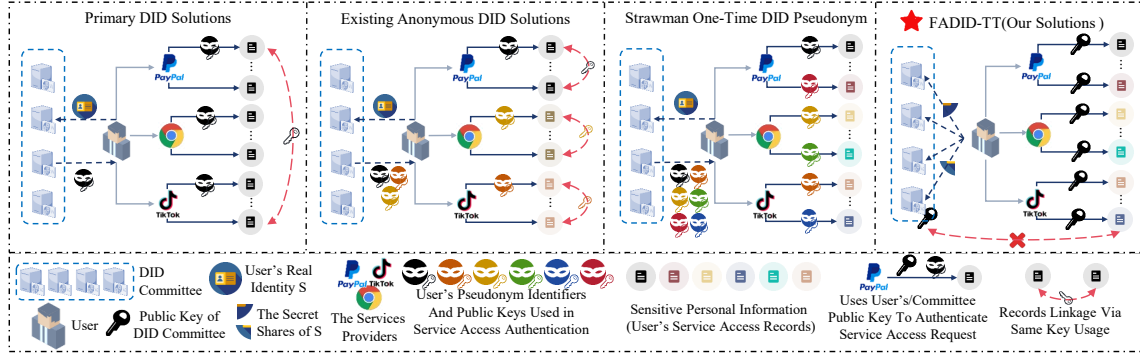 Primary DID Solutions
Existing Anonymous DID Solutions
Strawman One-Time DID Pseudonym
FADID-TT(Our Solutions )
PayPal
TikTok
PayPal
TikTok
PayPal
TikTok
PayPal
TikTok
DID
Committee
User
Public Key of
DID Committee
User's Real
Identity S
The Secret
Shares of S
PayPal
TikTok
The Services
Providers
User's Pseudonym Identifiers
And Public Keys Used in
Service Access Authentication
Sensitive Personal Information
(User's Service Access Records)
PayPal
Uses User's/Committee
Public Key To Authenticate
Service Access Request
Records Linkage Via
Same Key Usage